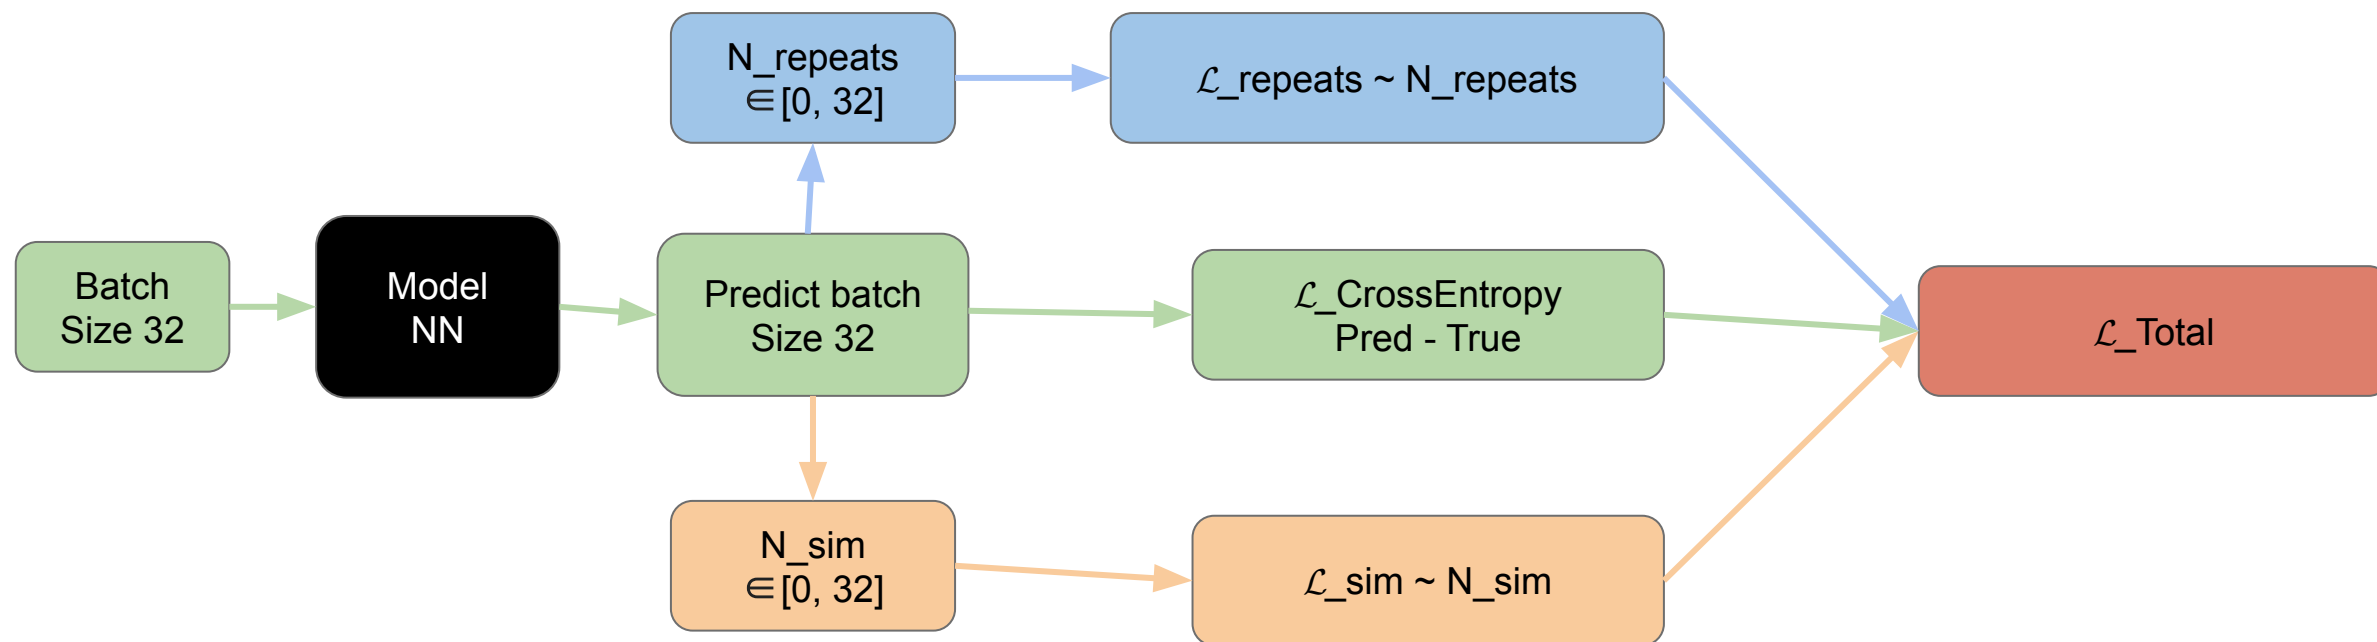 N_repeats
∈ [0, 32]
ℒ_repeats ~ N_repeats
Batch
Size 32
Model
NN
Predict batch
Size 32
ℒ_CrossEntropy
Pred - True
ℒ_Total
N_sim
∈ [0, 32]
ℒ_sim ~ N_sim